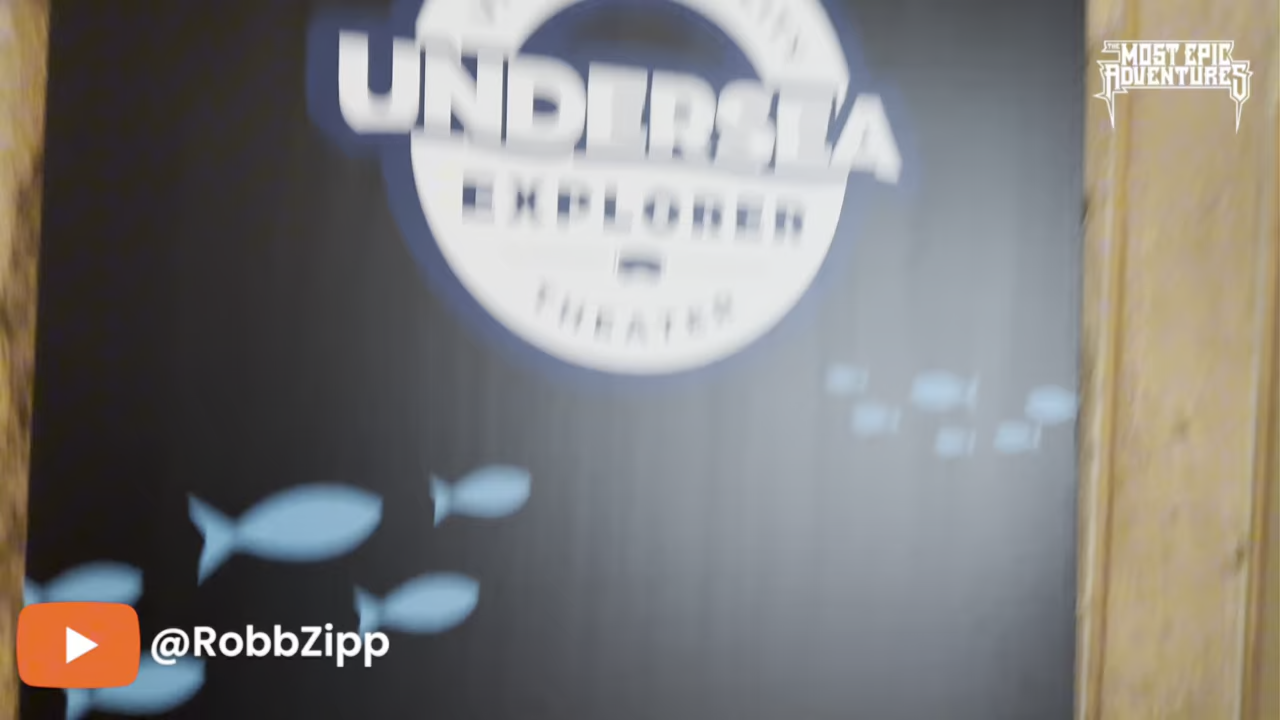 THE
MOST EPIC
ADVENTURES
UNDERSEA
EXPLORER
THEATER
@RobbZipp